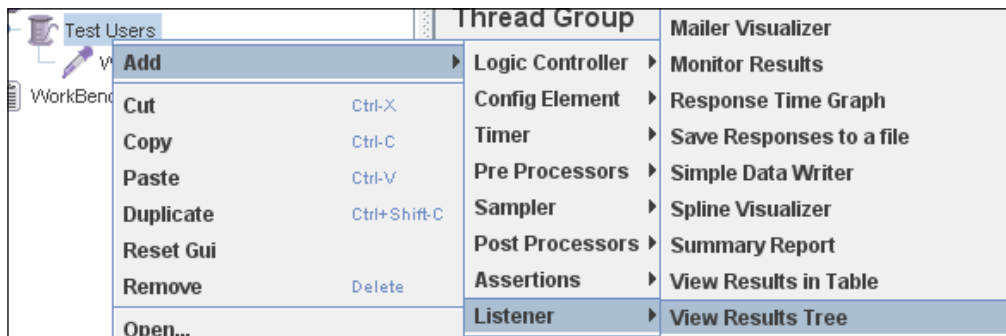 Test Users
Thread Group
WorkBenc
Add
Cut Ctrl-X
Copy Ctrl-C
Paste Ctrl-V
Duplicate Ctrl+Shift-C
Reset Gui
Remove Delete
Open...
Logic Controller
Config Element
Timer
Pre Processors
Sampler
Post Processors
Assertions
Listener
Mailer Visualizer
Monitor Results
Response Time Graph
Save Responses to a file
Simple Data Writer
Spline Visualizer
Summary Report
View Results in Table
View Results Tree